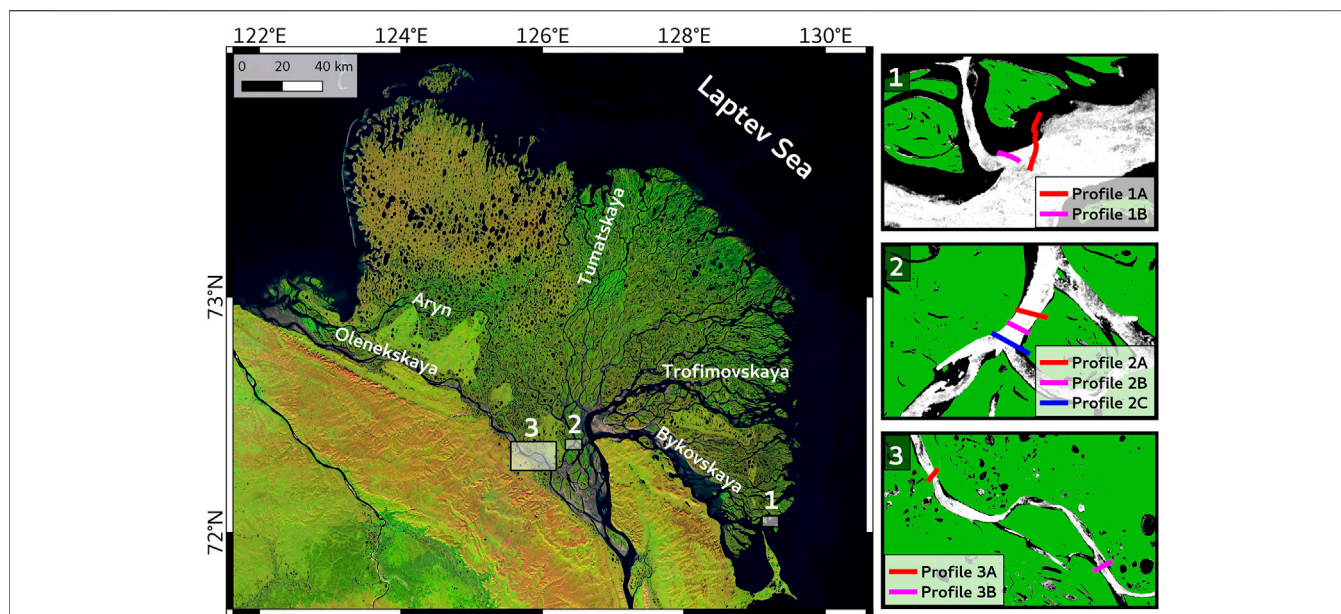 122°E 124°E 126°E 128°E 130°E
0 20 40 km
Laptev Sea
Tumatskaya
73°N
Aryn
Olenekskaya
Trofimovskaya
Bykovskaya
3
2
1
72°N
1
Profile 1A
Profile 1B
2
Profile 2A
Profile 2B
Profile 2C
3
Profile 3A
Profile 3B